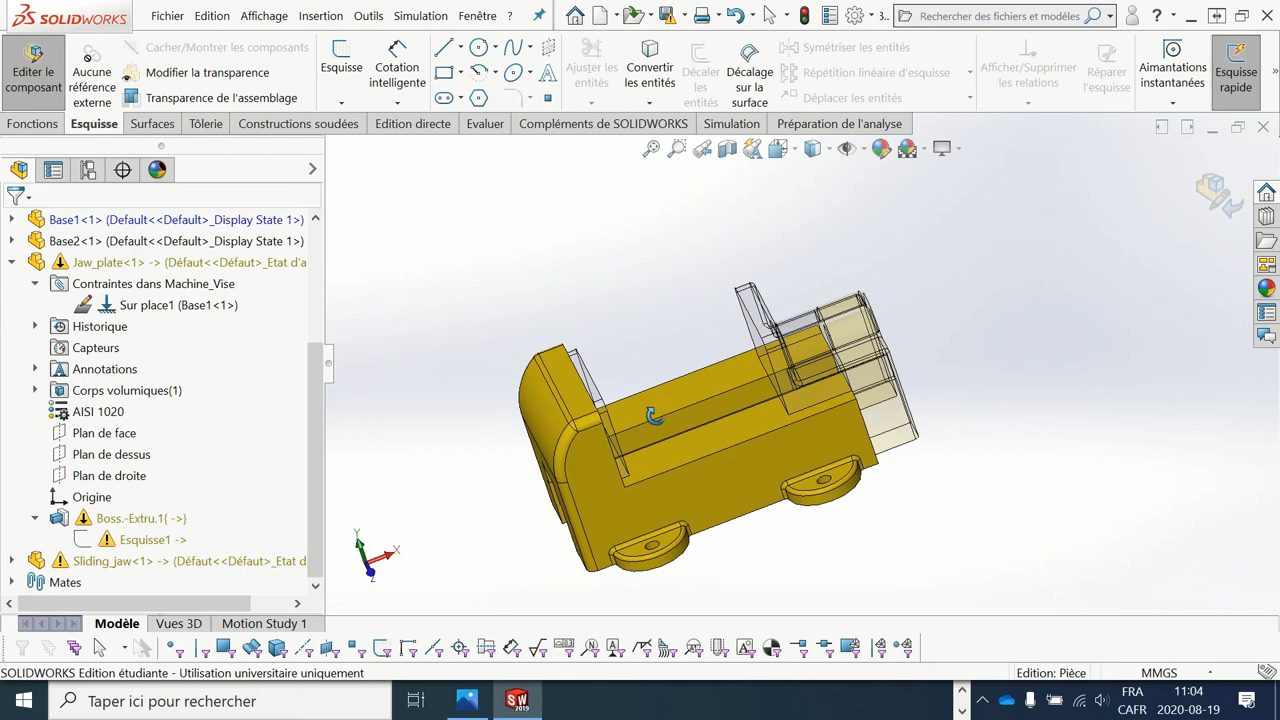 SOLIDWORKS Fichier Edition Affichage Insertion Outils Simulation Fenêtre ? 3.. Rechercher des fichiers et modèles ?
Editer le composant
Aucune référence externe
Cacher/Montrer les composants
Modifier la transparence
Transparence de l'assemblage
Esquisse
Cotation intelligente
Ajuster les entités
Convertir les entités
Décaler les entités
Décalage sur la surface
Symétriser les entités
Répétition linéaire d'esquisse
Déplacer les entités
Afficher/Supprimer les relations
Réparer l'esquisse
Aimantations instantanées
Esquisse rapide
Fonctions Esquisse Surfaces Tôlerie Constructions soudées Edition directe Evaluer Compléments de SOLIDWORKS Simulation Préparation de l'analyse
Base1<1> (Default<<Default>_Display State 1>)
Base2<1> (Default<<Default>_Display State 1>)
Jaw_plate<1> -> (Défaut<<Défaut>_Etat d'a
Contraintes dans Machine_Vise
Sur place1 (Base1<1>)
Historique
Capteurs
Annotations
Corps volumiques(1)
AISI 1020
Plan de face
Plan de dessus
Plan de droite
Origine
Boss.-Extru.1{ ->}
Esquisse1 ->
Sliding_jaw<1> -> (Défaut<<Défaut>_Etat d
Mates
Y
X
Z
Modèle Vues 3D Motion Study 1
SOLIDWORKS Edition étudiante - Utilisation universitaire uniquement Edition: Pièce MMGS
Taper ici pour rechercher
SW 2019
FRA
CAFR
11:04
2020-08-19